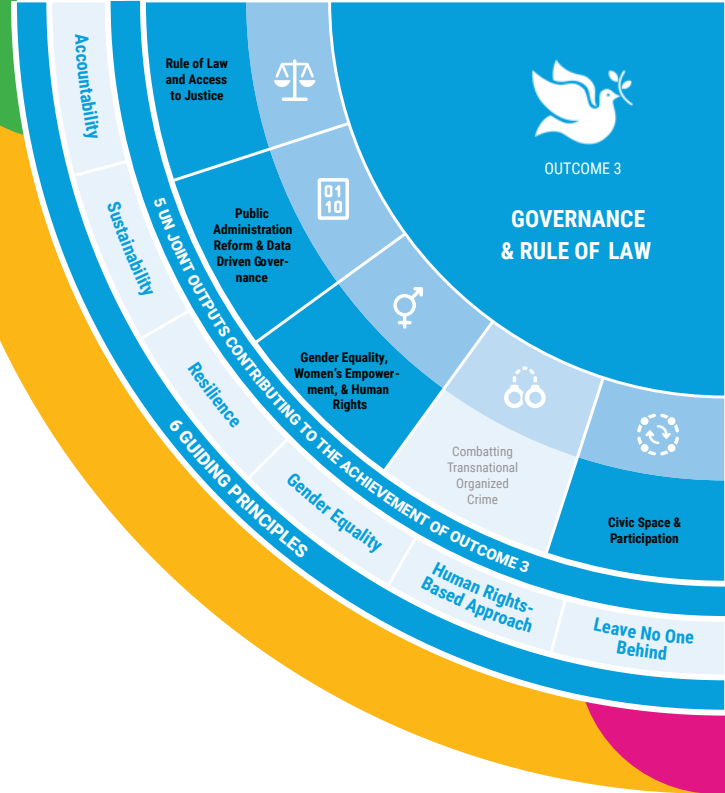 OUTCOME 3
GOVERNANCE
& RULE OF LAW
Rule of Law
and Access
to Justice
01
10
Public
Administration
Reform & Data
Driven Gover-
nance
Gender Equality,
Women's Empower-
ment, & Human
Rights
Combatting
Transnational
Organized
Crime
Civic Space &
Participation
5 UN JOINT OUTPUTS CONTRIBUTING TO THE ACHIEVEMENT OF OUTCOME 3
Accountability
Sustainability
Resilience
Gender Equality
Human Rights-
Based Approach
Leave No One
Behind
6 GUIDING PRINCIPLES